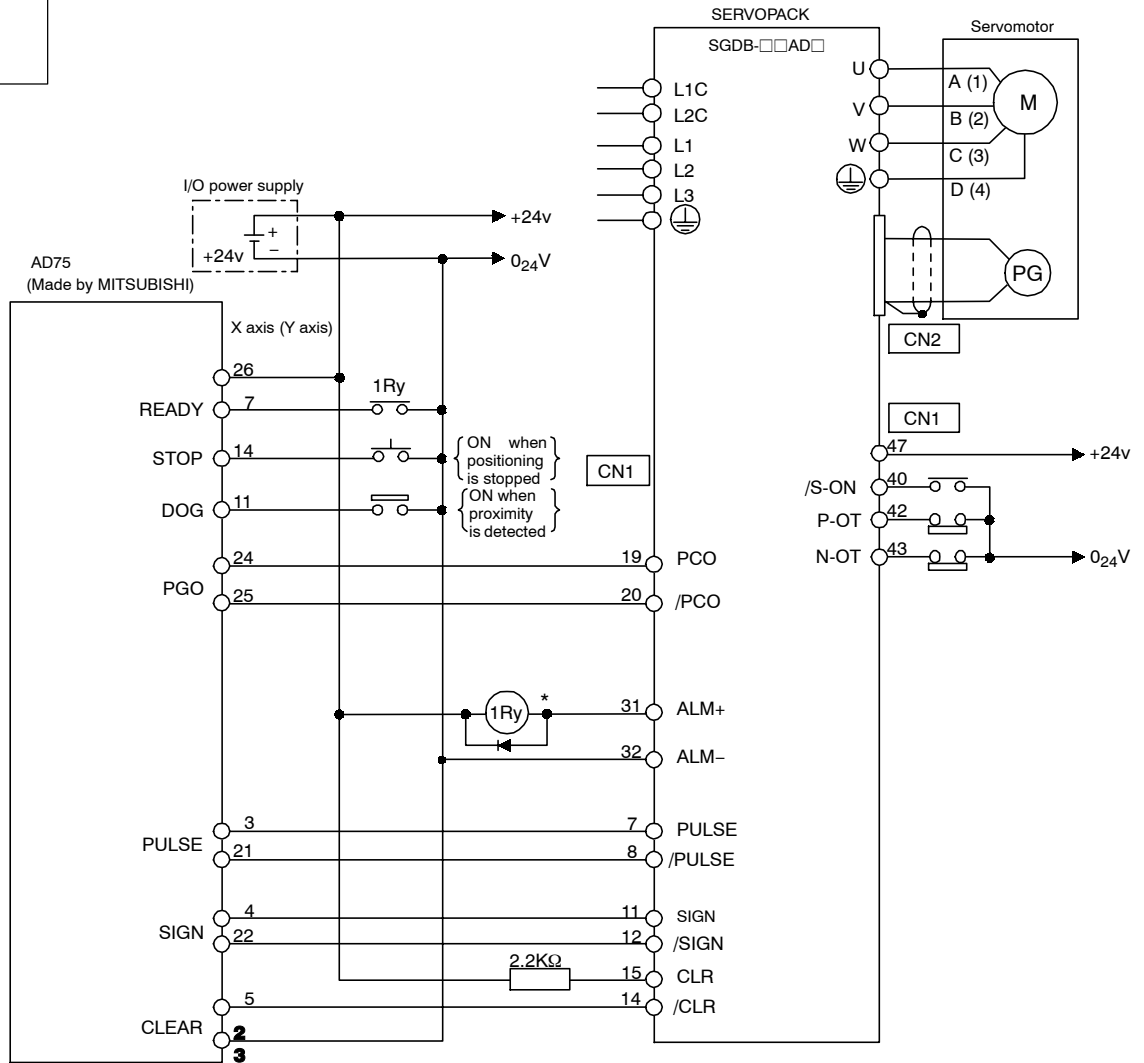 SERVOPACK
SGDB-□□AD□
Servomotor
U
A (1)
M
V
B (2)
W
C (3)
D (4)
L1C
L2C
L1
L2
L3
I/O power supply
+
−
+24v
+24v
0₂₄V
AD75
(Made by MITSUBISHI)
PG
CN2
X axis (Y axis)
26
READY
7
1Ry
STOP
14
ON when
positioning
is stopped
DOG
11
ON when
proximity
is detected
CN1
CN1
47
+24v
/S-ON
40
P-OT
42
N-OT
43
0₂₄V
PGO
24
19
PCO
25
20
/PCO
1Ry
*
31
ALM+
32
ALM−
PULSE
3
7
PULSE
21
8
/PULSE
SIGN
4
11
SIGN
22
12
/SIGN
2.2KΩ
15
CLR
CLEAR
5
14
/CLR
2
3